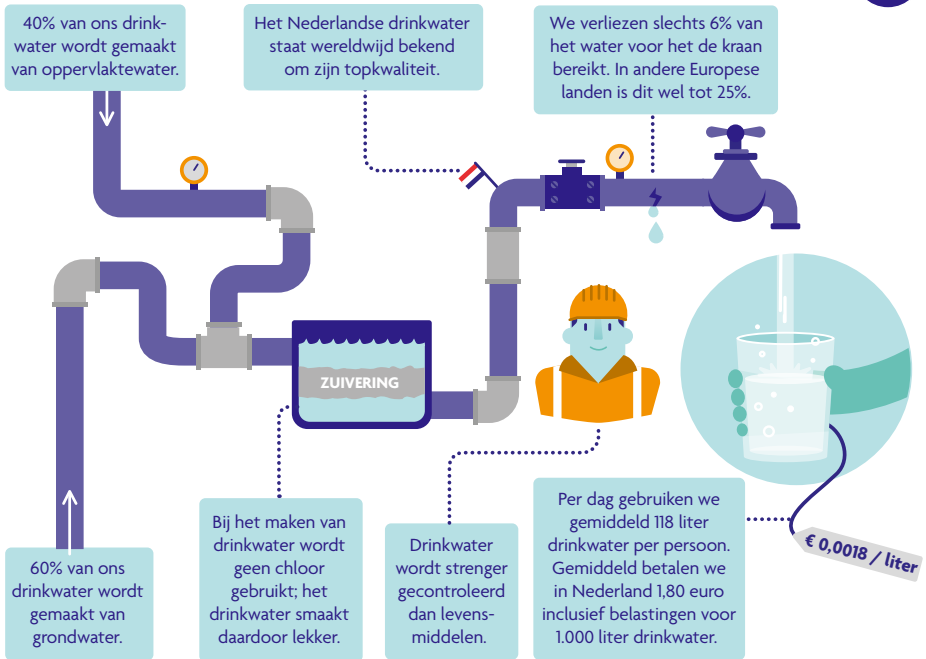 40% van ons drink-
water wordt gemaakt
van oppervlaktewater.
Het Nederlandse drinkwater
staat wereldwijd bekend
om zijn topkwaliteit.
We verliezen slechts 6% van
het water voor het de kraan
bereikt. In andere Europese
landen is dit wel tot 25%.
ZUIVERING
60% van ons
drinkwater wordt
gemaakt van
grondwater.
Bij het maken van
drinkwater wordt
geen chloor
gebruikt; het
drinkwater smaakt
daardoor lekker.
Drinkwater
wordt strenger
gecontroleerd
dan levens-
middelen.
Per dag gebruiken we
gemiddeld 118 liter
drinkwater per persoon.
Gemiddeld betalen we
in Nederland 1,80 euro
inclusief belastingen voor
1.000 liter drinkwater.
€ 0,0018 / liter